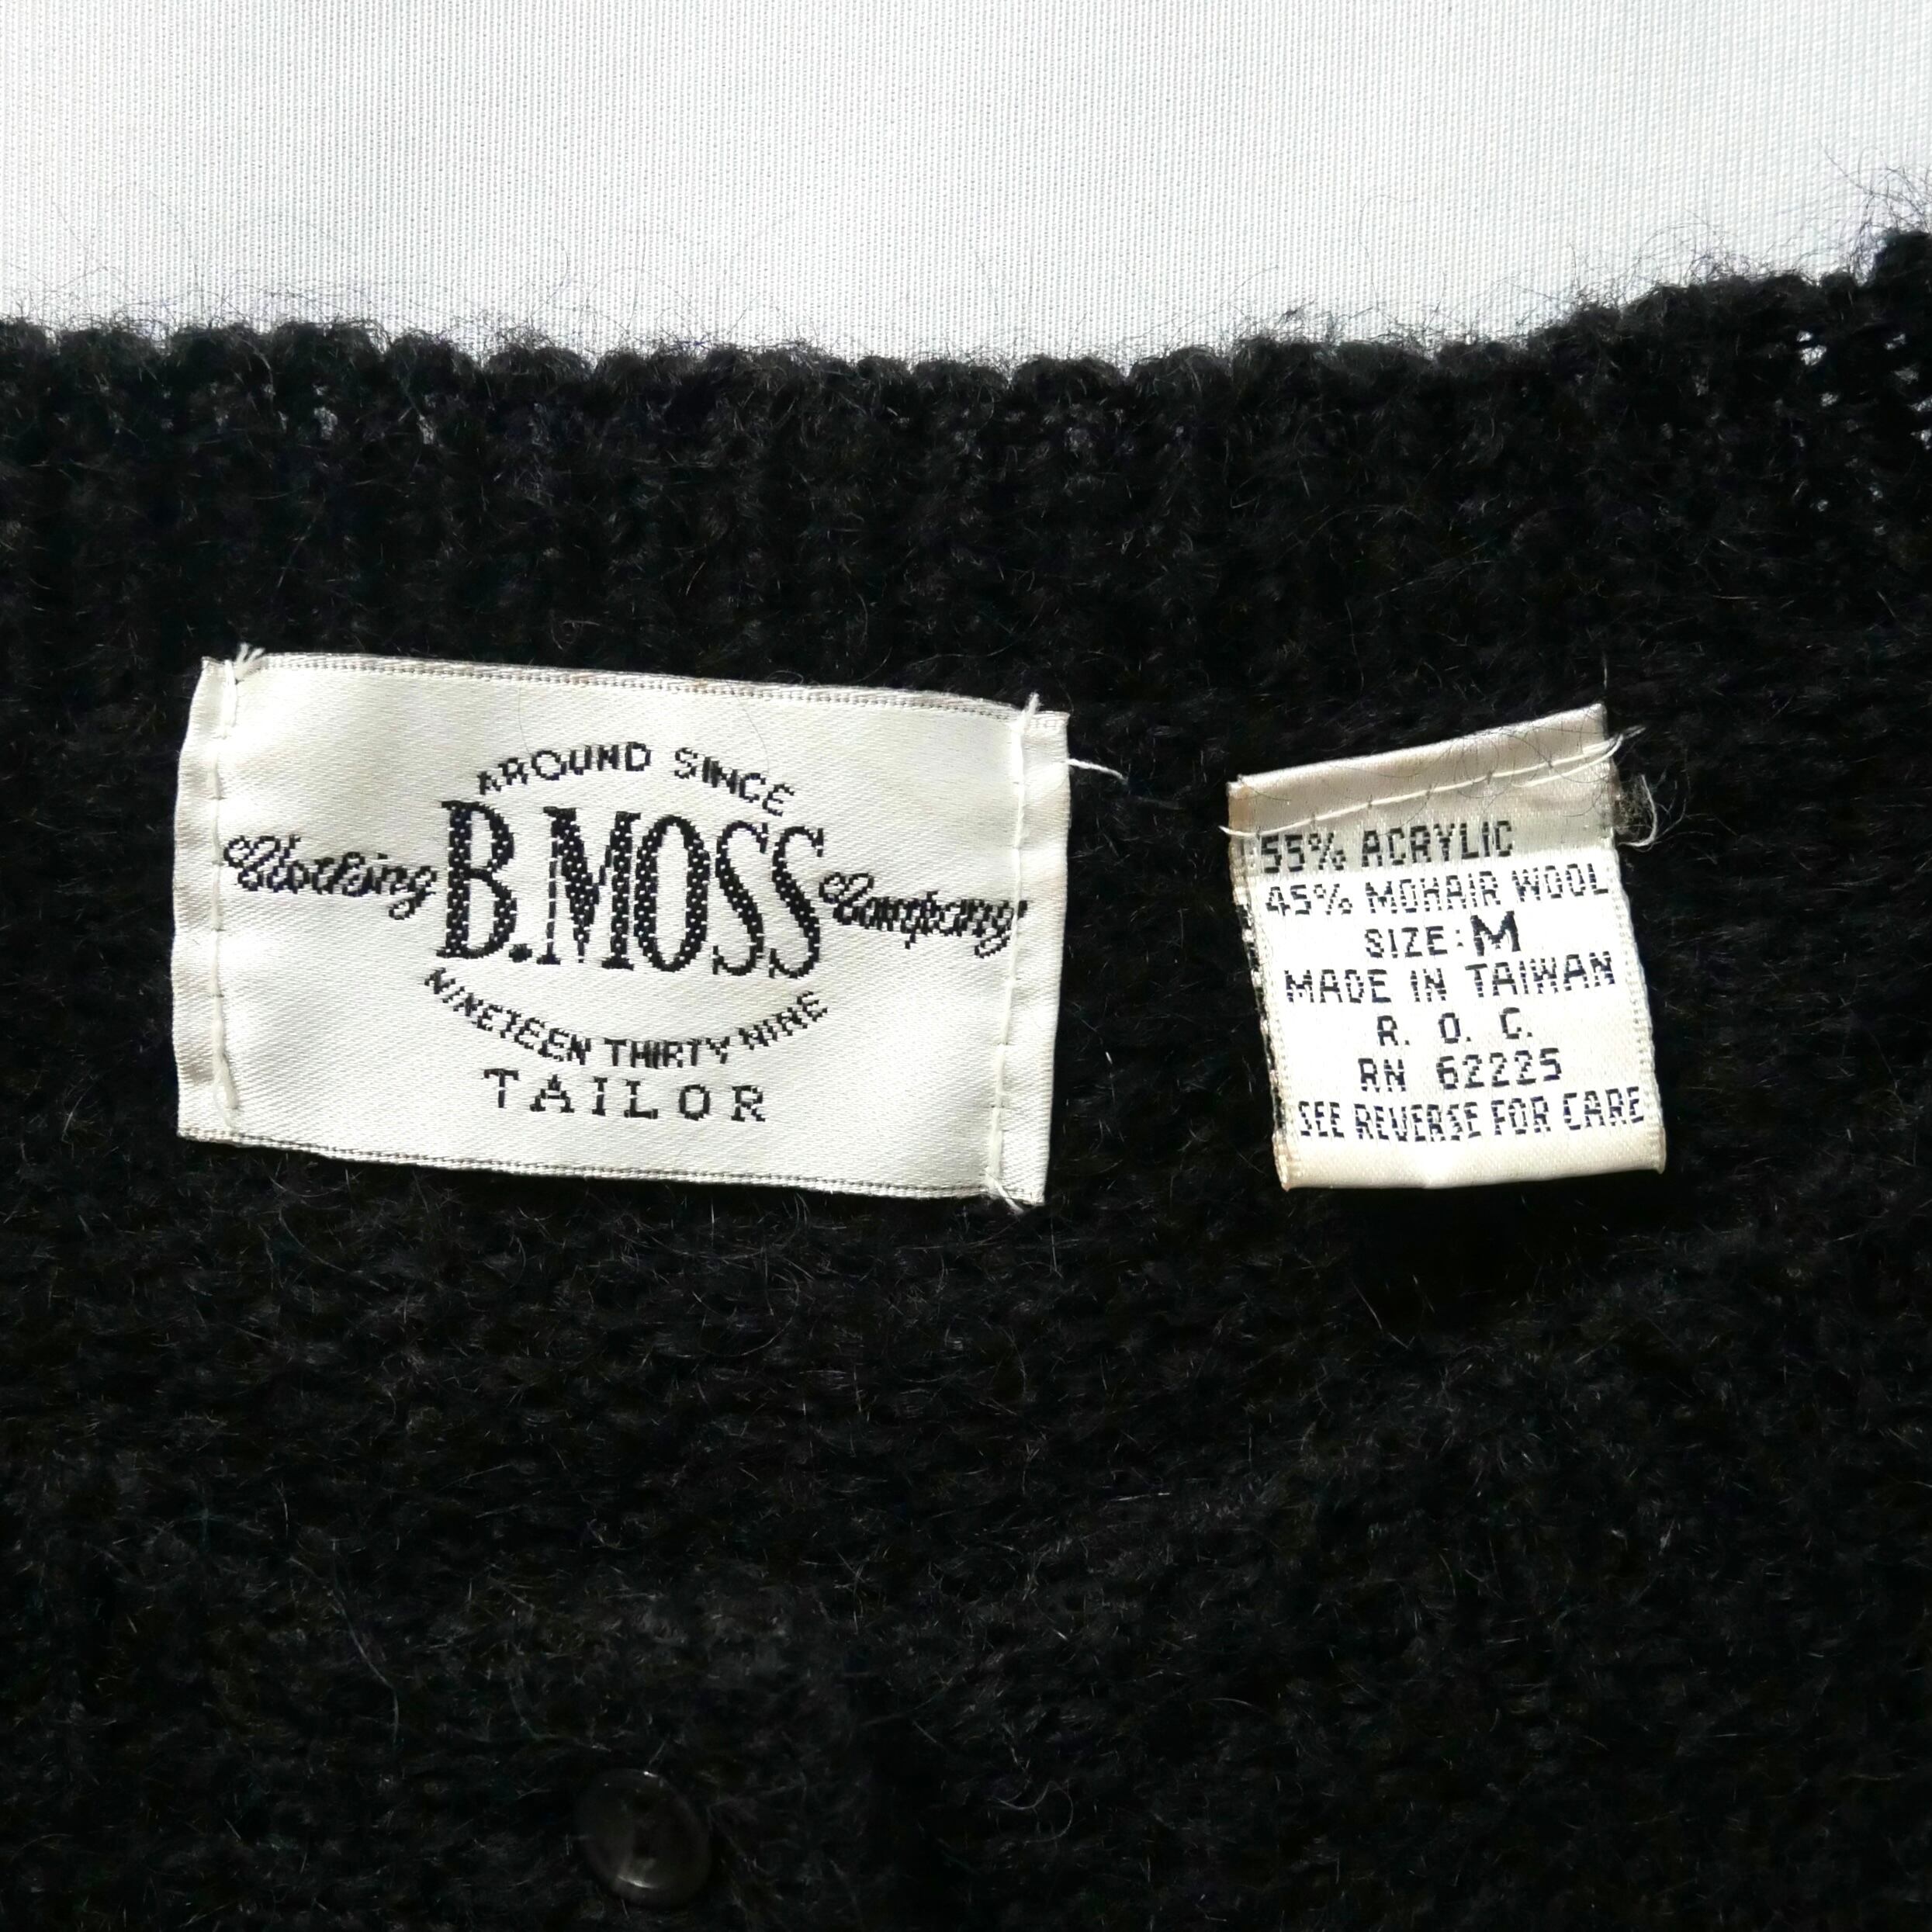 AROUND SINCE
Clothing B.MOSS Company
NINETEEN THIRTY NINE
TAILOR
55% ACRYLIC
45% MOHAIR WOOL
SIZE: M
MADE IN TAIWAN
R. O. C.
RN 62225
SEE REVERSE FOR CARE